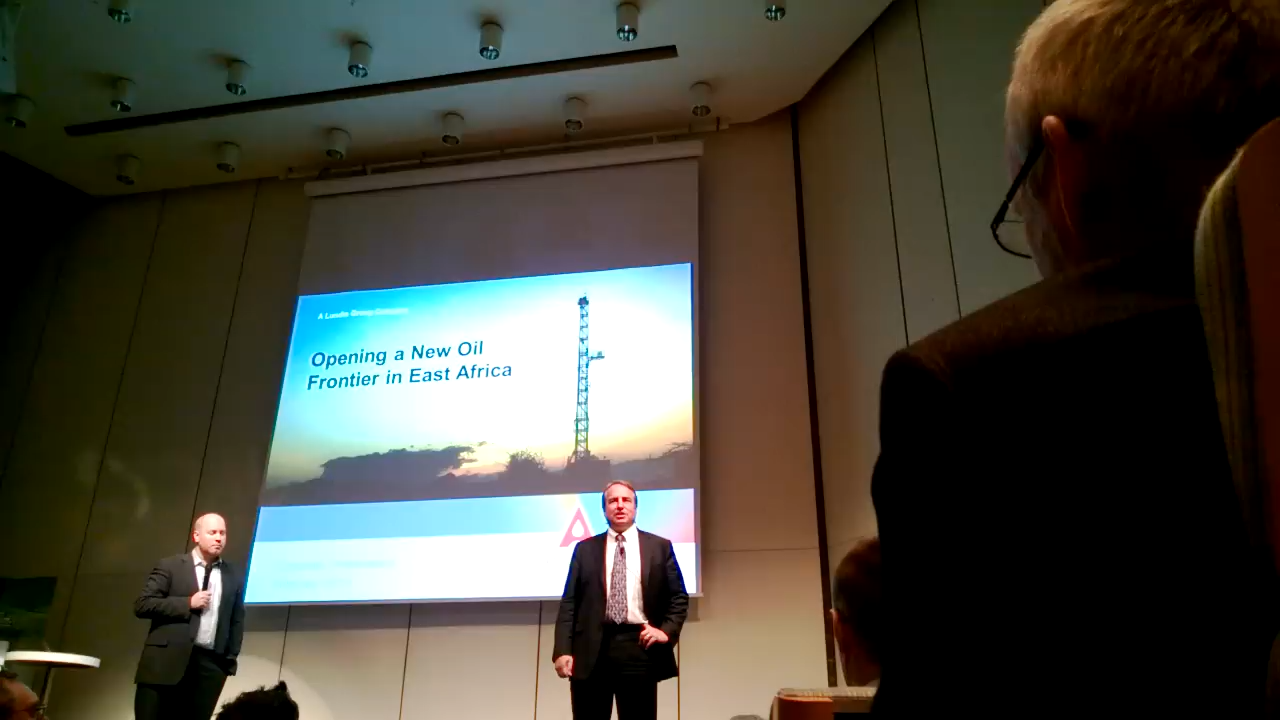 A Lundin Group Company
Opening a New Oil
Frontier in East Africa